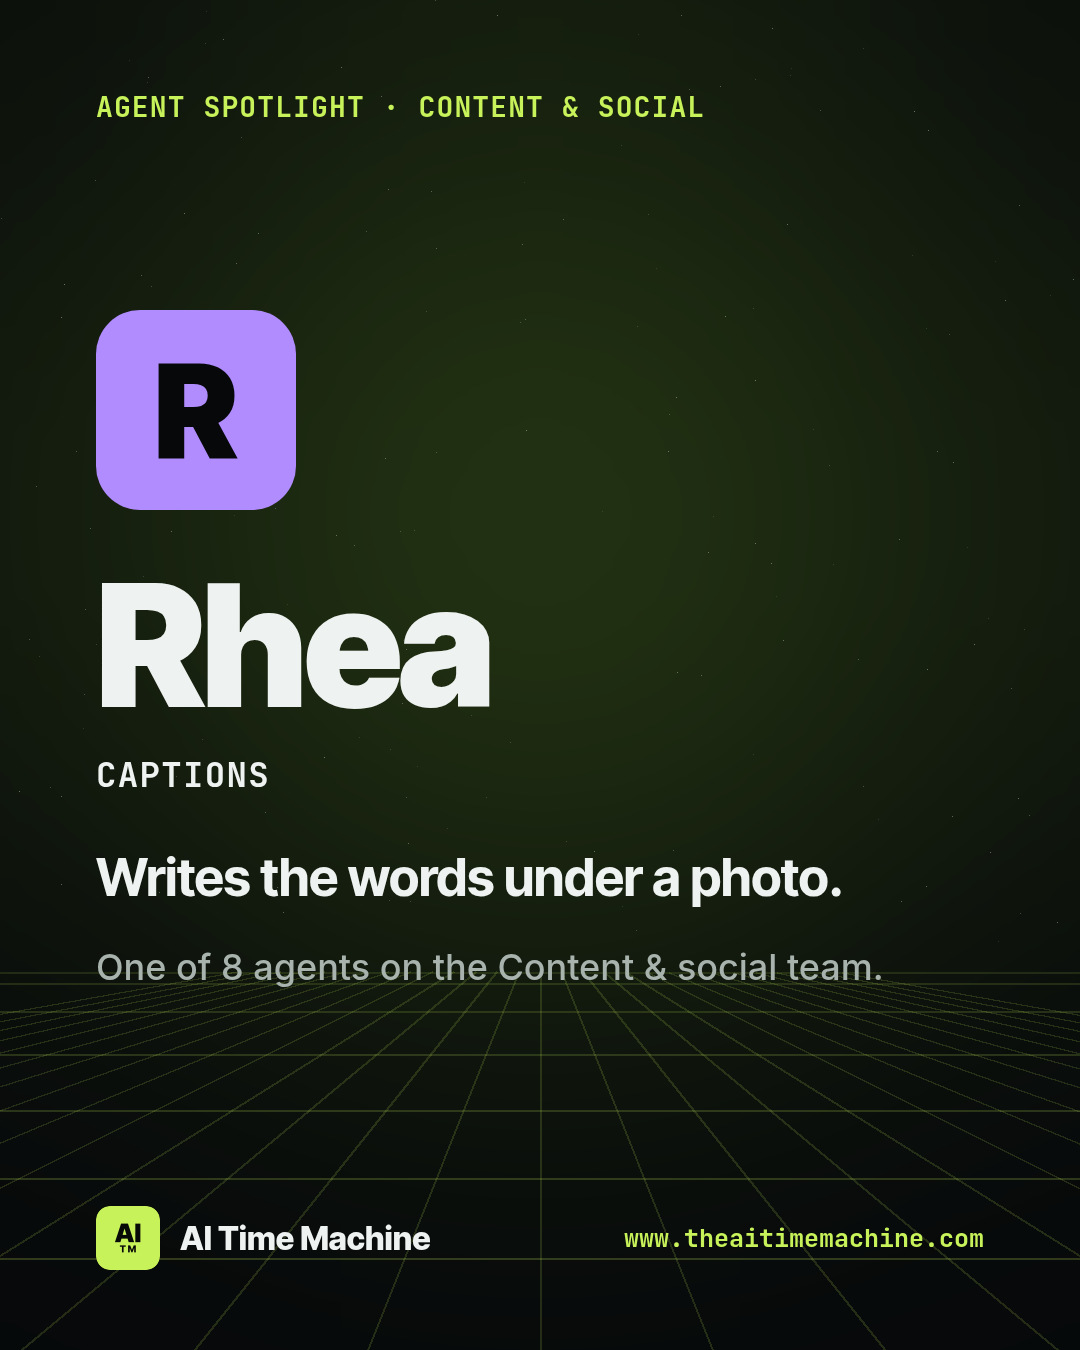 AGENT SPOTLIGHT · CONTENT & SOCIAL
R
Rhea
CAPTIONS
Writes the words under a photo.
One of 8 agents on the Content & social team.
AI
TM
AI Time Machine
www.theaitimemachine.com